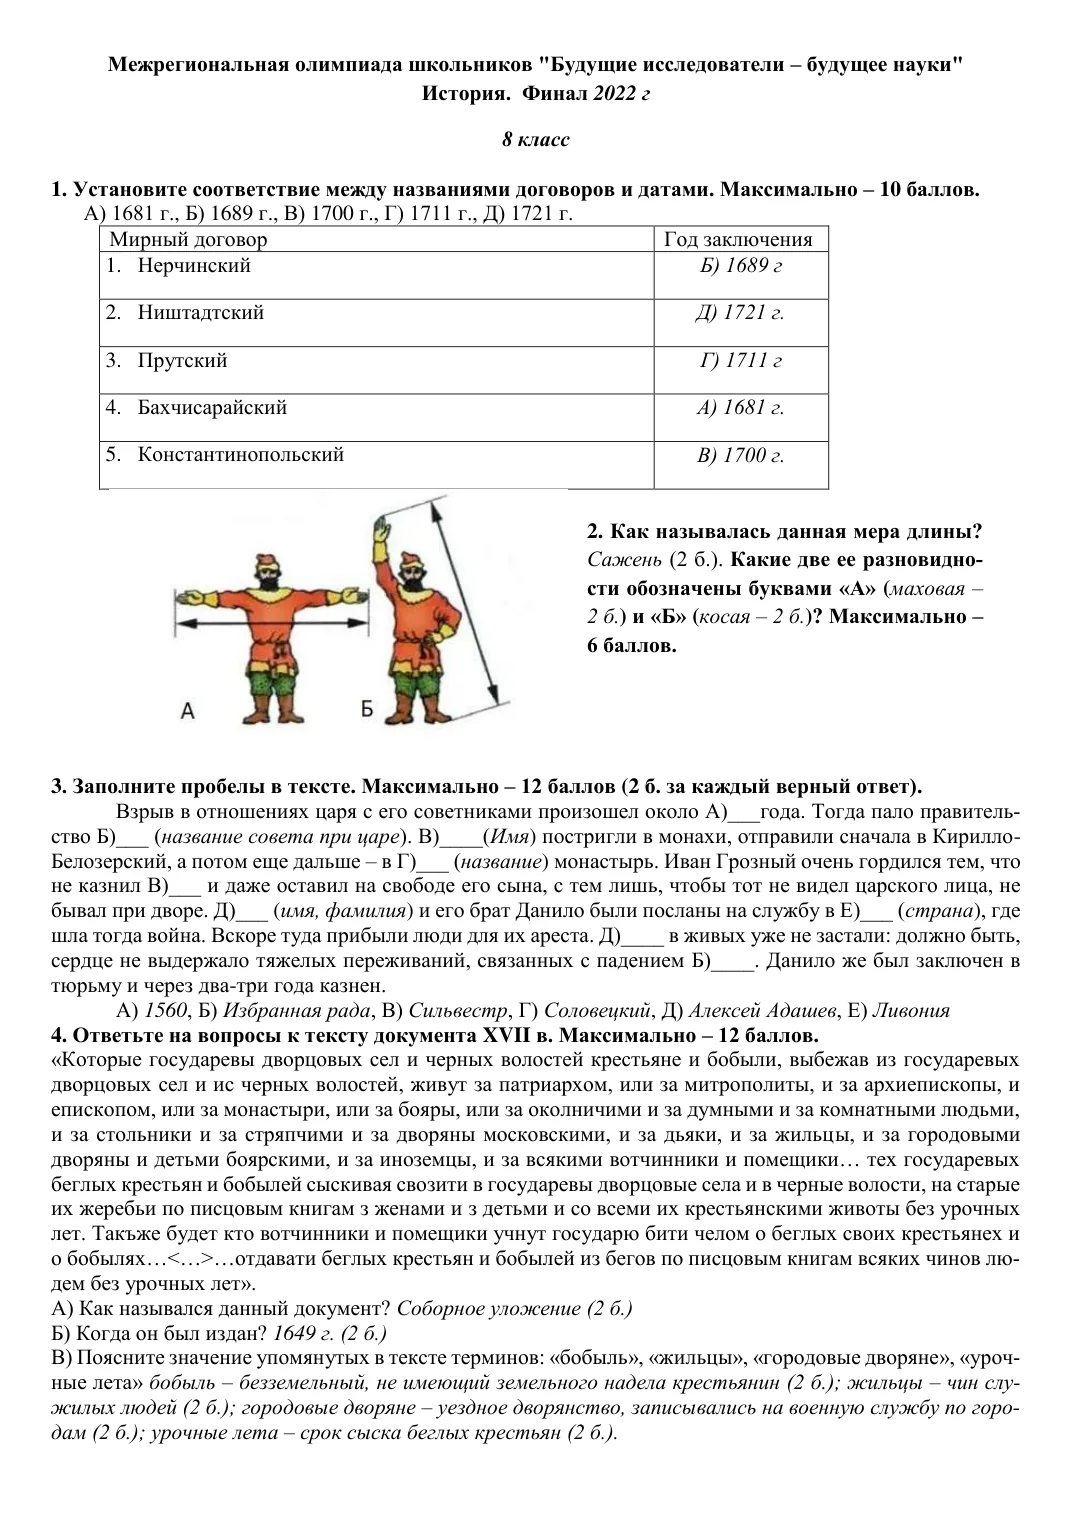 Межрегиональная олимпиада школьников "Будущие исследователи – будущее науки"
История.  Финал 2022 г
8 класс
1. Установите соответствие между названиями договоров и датами. Максимально – 10 баллов.
А) 1681 г., Б) 1689 г., В) 1700 г., Г) 1711 г., Д) 1721 г.
Мирный договор Год заключения
1. Нерчинский Б) 1689 г
2. Ништадтский Д) 1721 г.
3. Прутский Г) 1711 г
4. Бахчисарайский А) 1681 г.
5. Константинопольский В) 1700 г.
А
Б
2. Как называлась данная мера длины?
Сажень (2 б.). Какие две ее разновидно-
сти обозначены буквами «А» (маховая –
2 б.) и «Б» (косая – 2 б.)? Максимально –
6 баллов.
3. Заполните пробелы в тексте. Максимально – 12 баллов (2 б. за каждый верный ответ).
Взрыв в отношениях царя с его советниками произошел около А)___года. Тогда пало правитель-
ство Б)___ (название совета при царе). В)____(Имя) постригли в монахи, отправили сначала в Кирилло-
Белозерский, а потом еще дальше – в Г)___ (название) монастырь. Иван Грозный очень гордился тем, что
не казнил В)___ и даже оставил на свободе его сына, с тем лишь, чтобы тот не видел царского лица, не
бывал при дворе. Д)___ (имя, фамилия) и его брат Данило были посланы на службу в Е)___ (страна), где
шла тогда война. Вскоре туда прибыли люди для их ареста. Д)____ в живых уже не застали: должно быть,
сердце не выдержало тяжелых переживаний, связанных с падением Б)____. Данило же был заключен в
тюрьму и через два-три года казнен.
А) 1560, Б) Избранная рада, В) Сильвестр, Г) Соловецкий, Д) Алексей Адашев, Е) Ливония
4. Ответьте на вопросы к тексту документа XVII в. Максимально – 12 баллов.
«Которые государевы дворцовых сел и черных волостей крестьяне и бобыли, выбежав из государевых
дворцовых сел и ис черных волостей, живут за патриархом, или за митрополиты, и за архиепископы, и
епископом, или за монастыри, или за бояры, или за околничими и за думными и за комнатными людьми,
и за стольники и за стряпчими и за дворяны московскими, и за дьяки, и за жильцы, и за городовыми
дворяны и детьми боярскими, и за иноземцы, и за всякими вотчинники и помещики… тех государевых
беглых крестьян и бобылей сыскивая свозити в государевы дворцовые села и в черные волости, на старые
их жеребьи по писцовым книгам з женами и з детьми и со всеми их крестьянскими животы без урочных
лет. Такъже будет кто вотчинники и помещики учнут государю бити челом о беглых своих крестьянех и
о бобылях…<…>…отдавати беглых крестьян и бобылей из бегов по писцовым книгам всяких чинов лю-
дем без урочных лет».
А) Как назывался данный документ? Соборное уложение (2 б.)
Б) Когда он был издан? 1649 г. (2 б.)
В) Поясните значение упомянутых в тексте терминов: «бобыль», «жильцы», «городовые дворяне», «уроч-
ные лета» бобыль – безземельный, не имеющий земельного надела крестьянин (2 б.); жильцы – чин слу-
жилых людей (2 б.); городовые дворяне – уездное дворянство, записывались на военную службу по горо-
дам (2 б.); урочные лета – срок сыска беглых крестьян (2 б.).